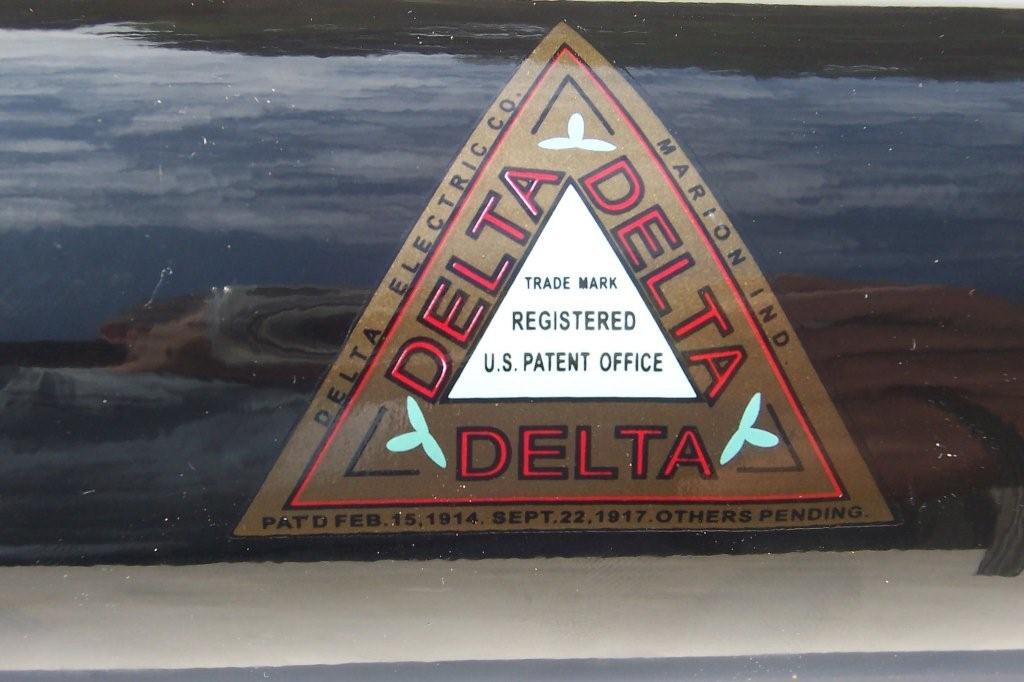 DELTA ELECTRIC CO.
MARION IND.
DELTA
DELTA
TRADE MARK
REGISTERED
U.S. PATENT OFFICE
DELTA
PAT'D FEB. 15, 1914. SEPT. 22, 1917. OTHERS PENDING.